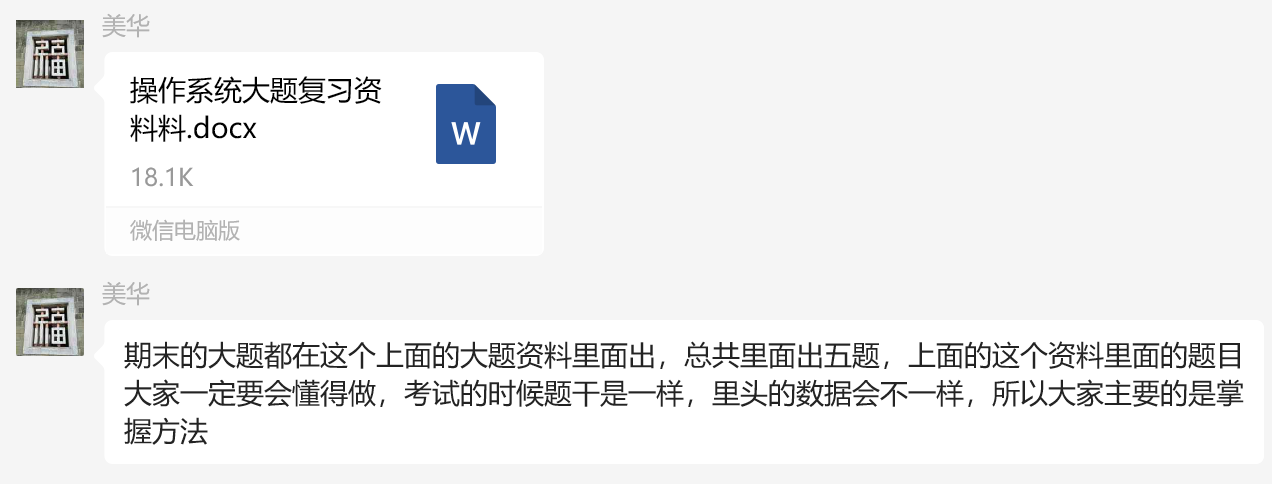 美华
操作系统大题复习资
料料.docx
W
18.1K
微信电脑版
美华
期末的大题都在这个上面的大题资料里面出，总共里面出五题，上面的这个资料里面的题目
大家一定要会懂得做，考试的时候题干是一样，里头的数据会不一样，所以大家主要的是掌
握方法